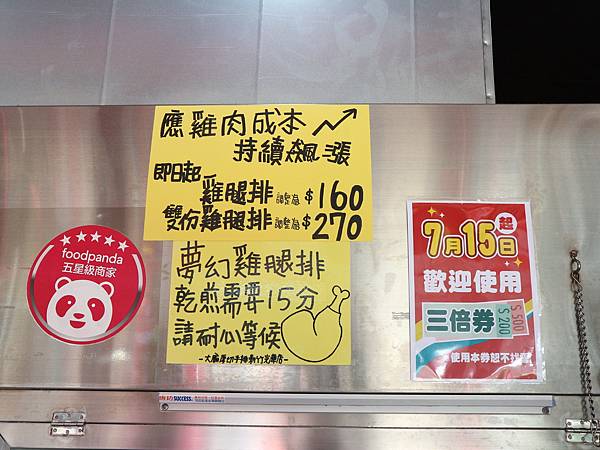 應雞肉成本
持續飆漲
即日起
雞腿排 調整為 $160
雙份雞腿排 調整為 $270
夢幻雞腿排
乾煎需要15分
請耐心等候
foodpanda
五星級商家
7月15日起
歡迎使用
三倍券
$200
$500
使用本券恕不找
SUCCESS